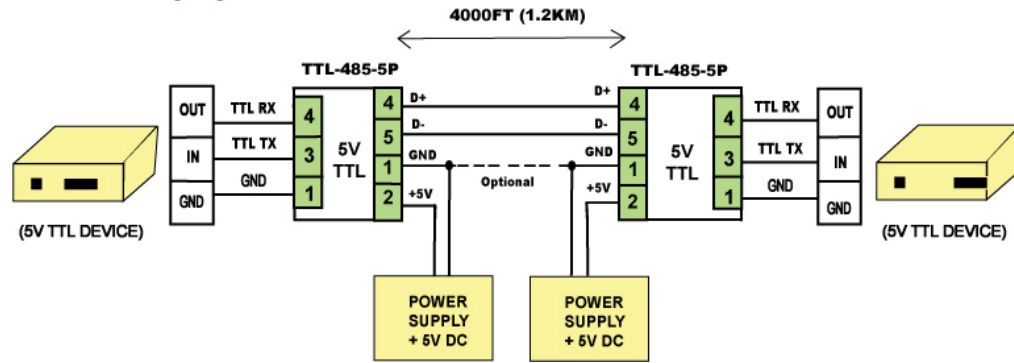 4000FT (1.2KM)
TTL-485-5P
TTL-485-5P
OUT
TTL RX
4
4
D+
D+
4
4
TTL RX
OUT
IN
TTL TX
3
5V
TTL
5
D-
D-
5
5V
TTL
3
TTL TX
IN
GND
GND
1
1
GND
Optional
GND
1
1
GND
GND
2
+5V
+5V
2
(5V TTL DEVICE)
(5V TTL DEVICE)
POWER
SUPPLY
+ 5V DC
POWER
SUPPLY
+ 5V DC